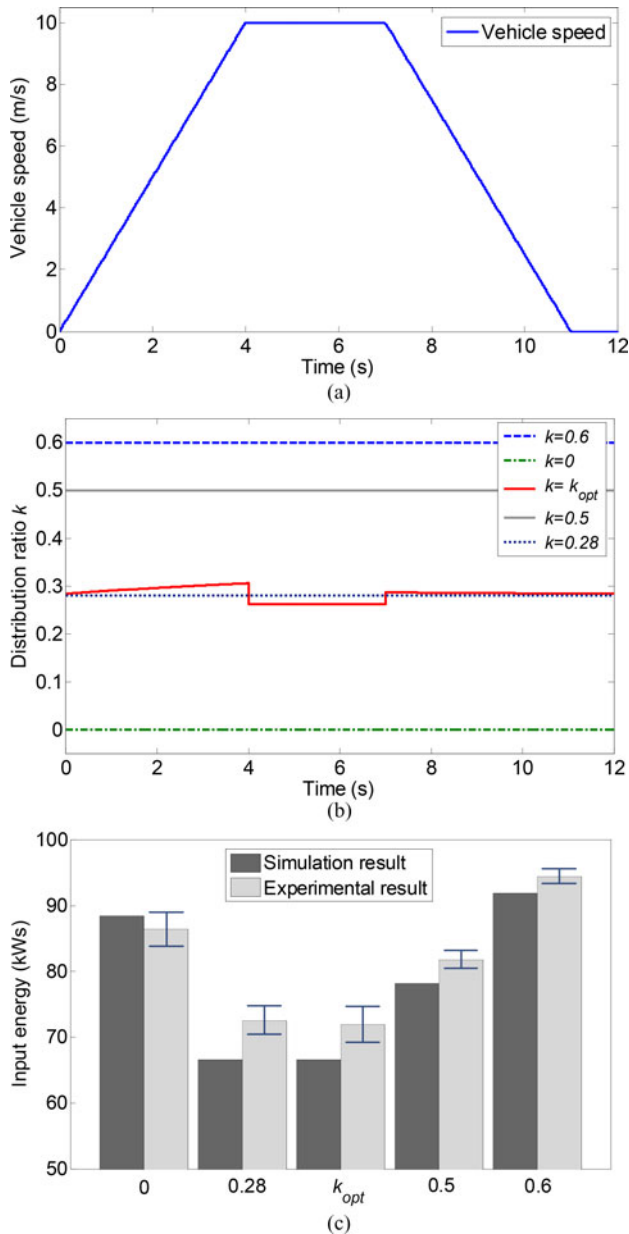 10
8
6
4
2
0
Vehicle speed (m/s)
Vehicle speed
0 2 4 6 8 10 12
Time (s)
(a)
0.6
0.5
0.4
0.3
0.2
0.1
0
Distribution ratio k
k=0.6
k=0
k= k_opt
k=0.5
k=0.28
0 2 4 6 8 10 12
Time (s)
(b)
100
90
80
70
60
50
Input energy (kWs)
Simulation result
Experimental result
0 0.28 k_opt 0.5 0.6
(c)